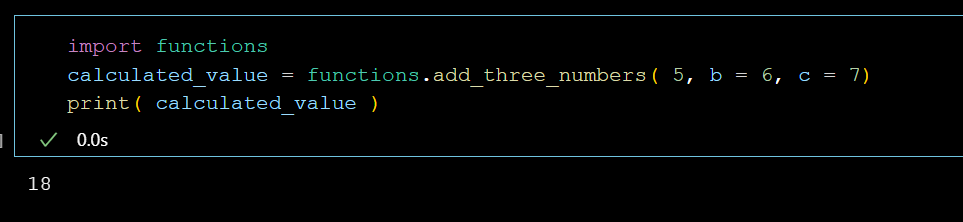 import functions
calculated_value = functions.add_three_numbers( 5, b = 6, c = 7)
print( calculated_value )
✓ 0.0s
18